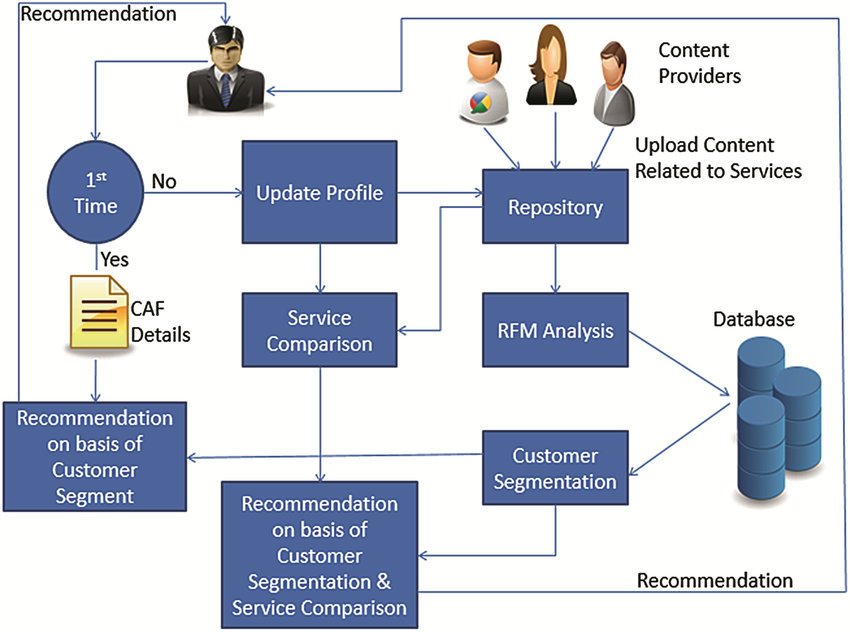 Recommendation
Content
Providers
Upload Content
Related to Services
1st
Time
No
Update Profile
Repository
Yes
CAF
Details
Service
Comparison
RFM Analysis
Database
Recommendation
on basis of
Customer
Segment
Customer
Segmentation
Recommendation
on basis of
Customer
Segmentation &
Service Comparison
Recommendation